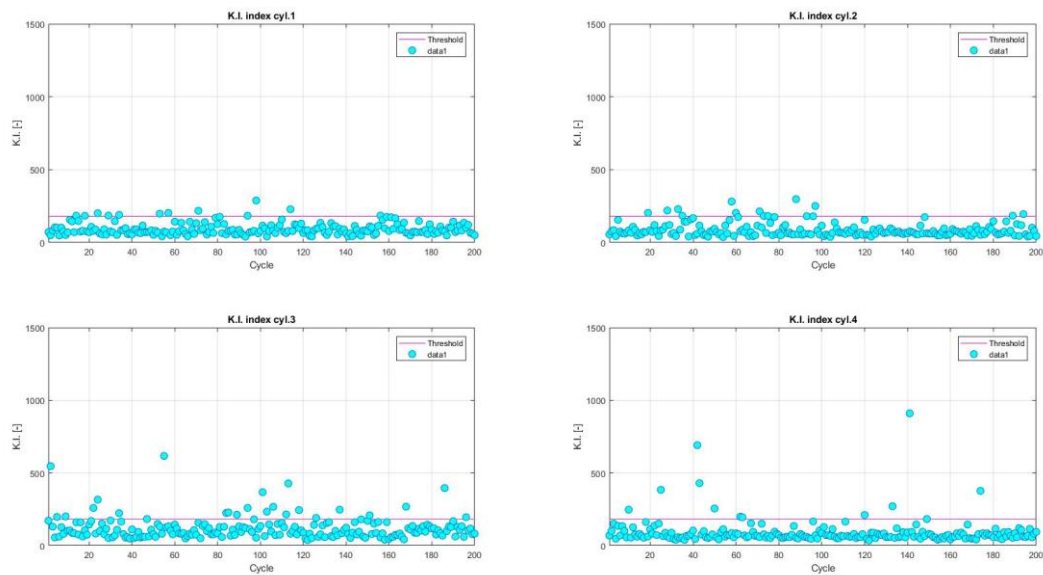 K.I. index cyl.1
1500
1000
500
0
K.I. [-]
20 40 60 80 100 120 140 160 180 200
Cycle
Threshold
data1
K.I. index cyl.2
1500
1000
500
0
K.I. [-]
20 40 60 80 100 120 140 160 180 200
Cycle
Threshold
data1
K.I. index cyl.3
1500
1000
500
0
K.I. [-]
20 40 60 80 100 120 140 160 180 200
Cycle
Threshold
data1
K.I. index cyl.4
1500
1000
500
0
K.I. [-]
20 40 60 80 100 120 140 160 180 200
Cycle
Threshold
data1